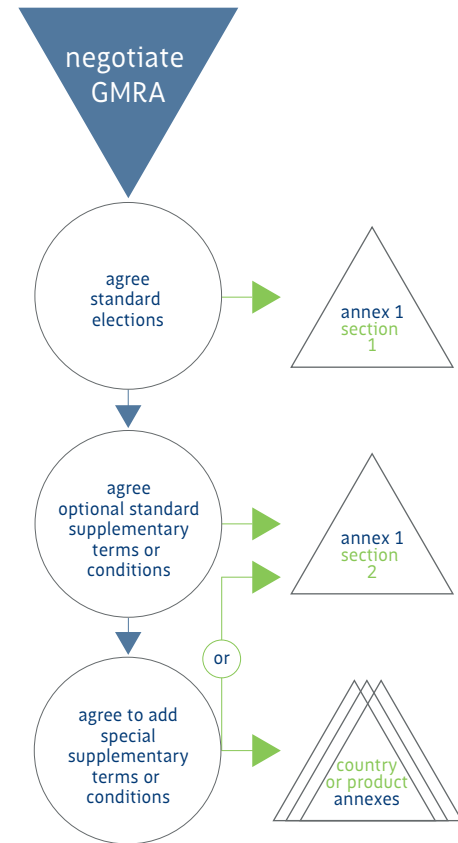 negotiate
GMRA
agree
standard
elections
annex 1
section
1
agree
optional standard
supplementary
terms or
conditions
annex 1
section
2
or
agree to add
special
supplementary
terms or
conditions
country
or product
annexes